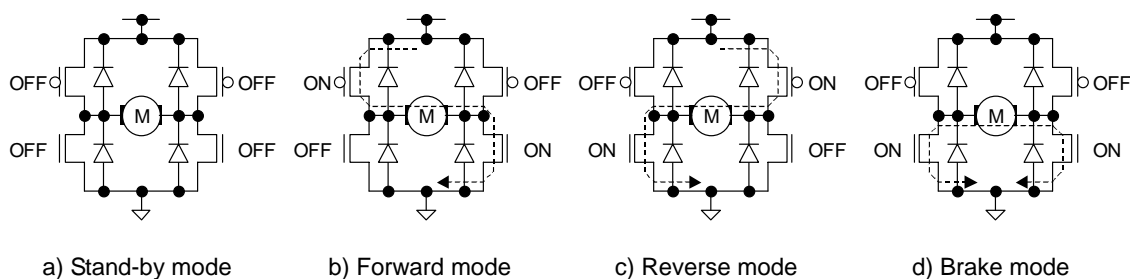 OFF OFF ON OFF OFF ON OFF OFF
M M M M
OFF OFF OFF ON ON OFF ON ON
a) Stand-by mode b) Forward mode c) Reverse mode d) Brake mode